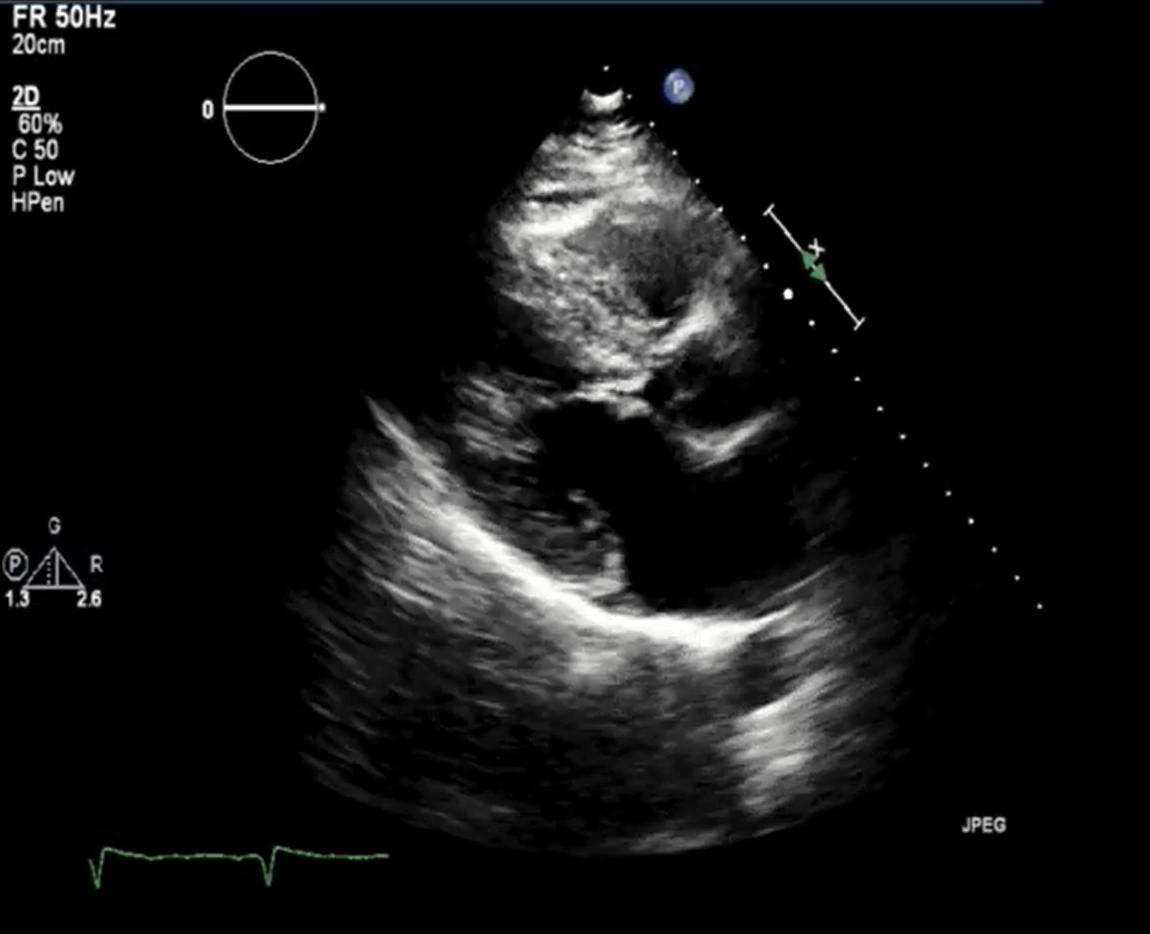 FR 50Hz
20cm
2D
60%
C 50
P Low
HPen
0
P
G
P R
1.3 2.6
JPEG